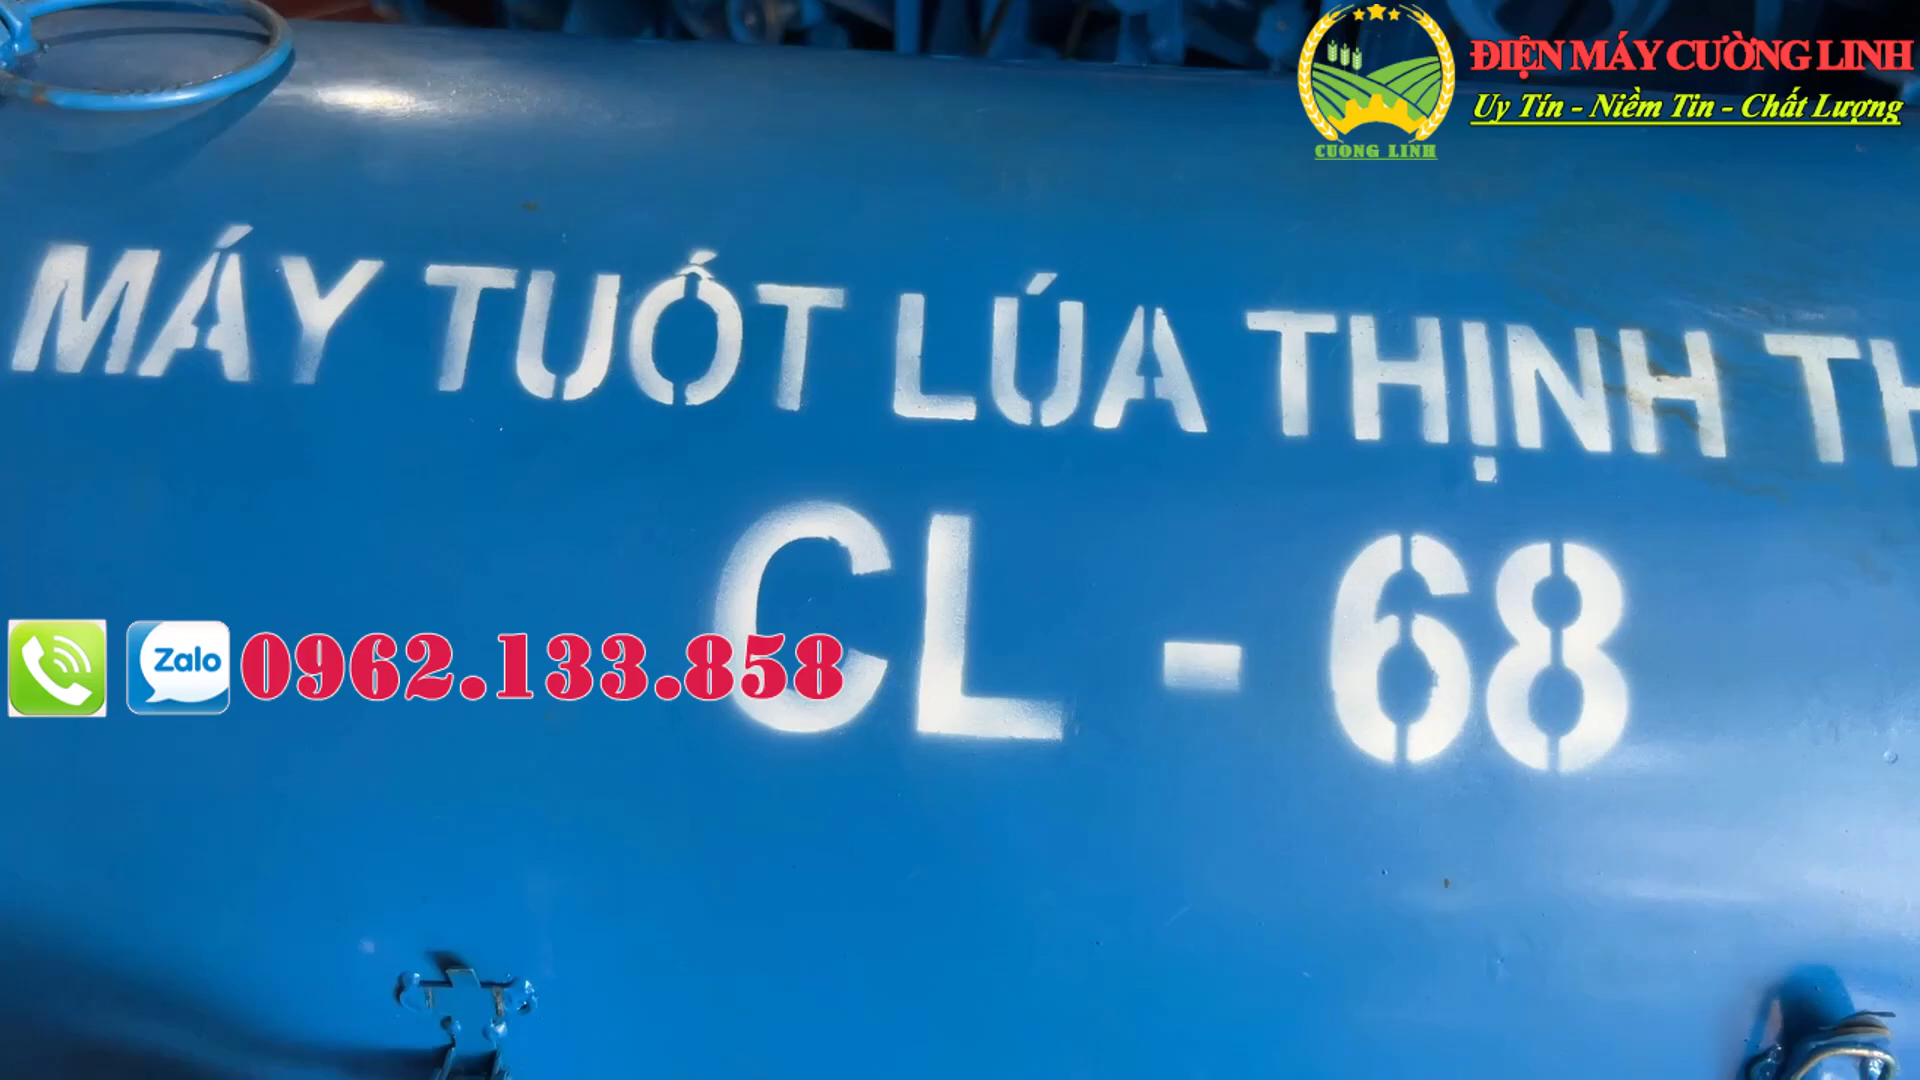 ĐIỆN MÁY CƯỜNG LINH
Uy Tín - Niềm Tin - Chất Lượng
CUONG LINH
MÁY TUỐT LÚA THỊNH TH
CL - 68
Zalo 0962.133.858